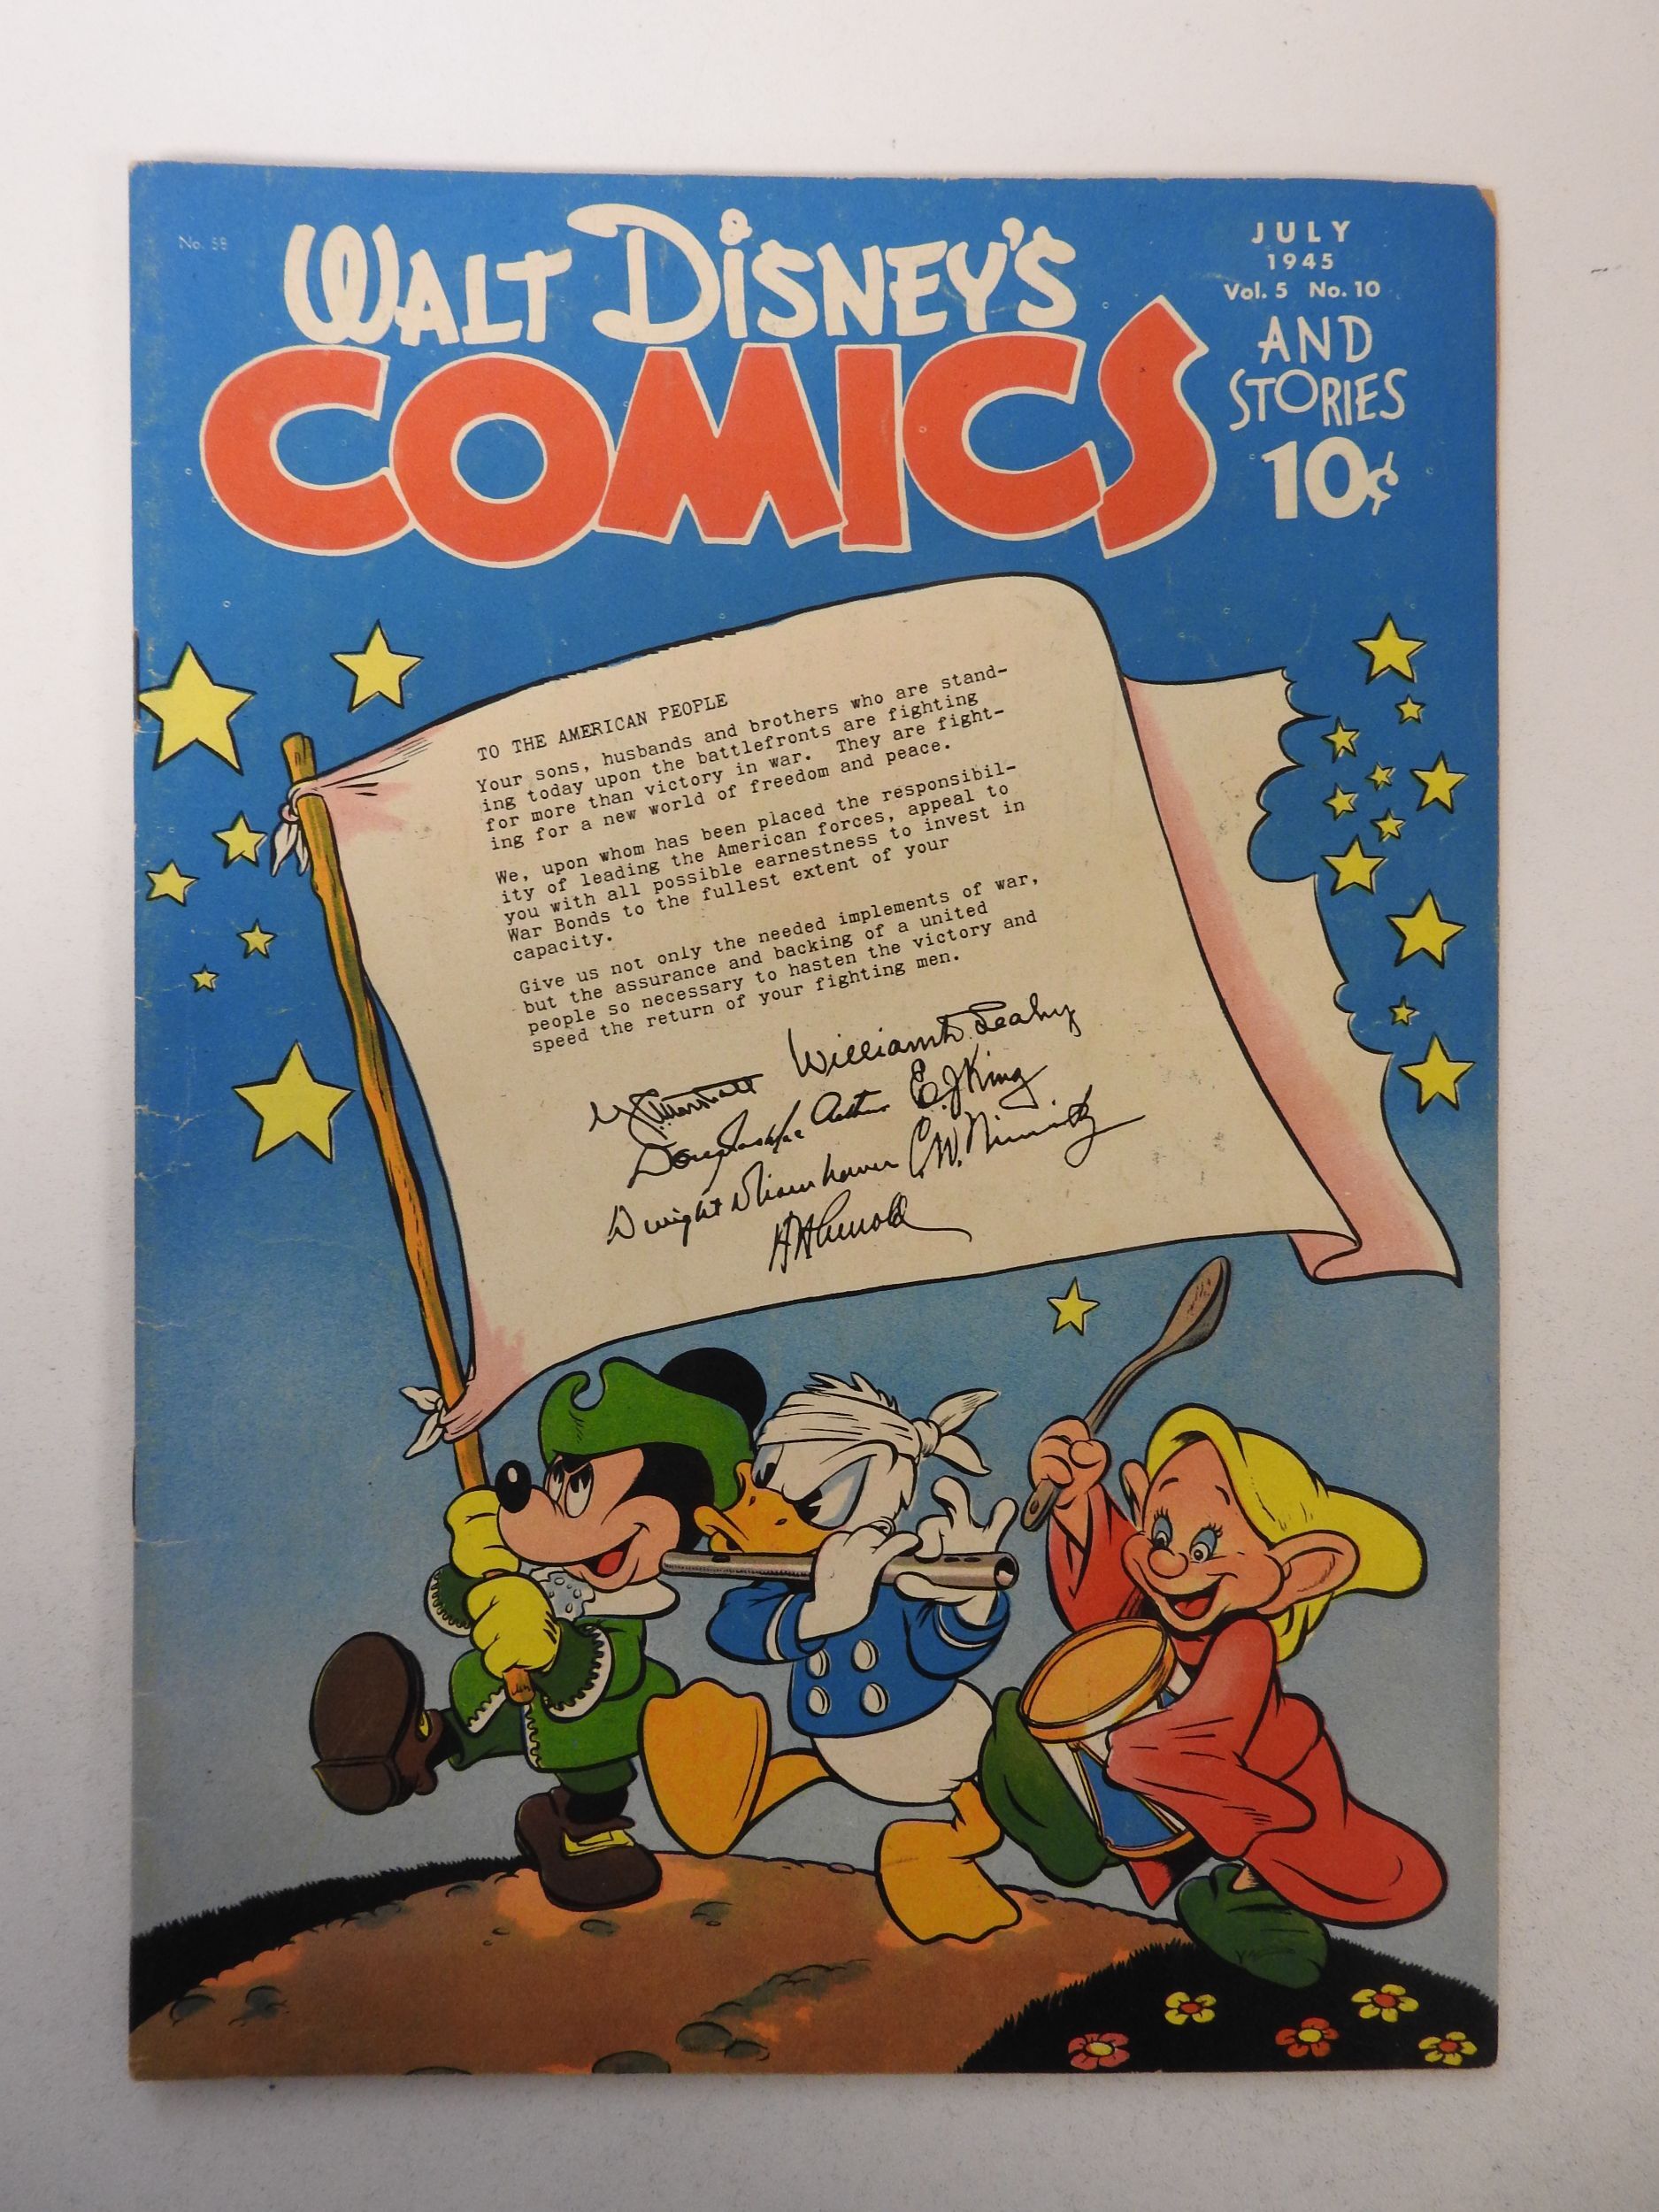 No. 58
WALT DISNEY'S
COMICS
JULY
1945
Vol. 5 No. 10
AND
STORIES
10¢
TO THE AMERICAN PEOPLE
Your sons, husbands and brothers who are stand-
ing today upon the battlefronts are fighting
for more than victory in war. They are fight-
ing for a new world of freedom and peace.
We, upon whom has been placed the responsibil-
ity of leading the American forces, appeal to
you with all possible earnestness to invest in
War Bonds to the fullest extent of your
capacity.
Give us not only the needed implements of war,
but the assurance and backing of a united
people so necessary to hasten the victory and
speed the return of your fighting men.
William D. Leahy
G. Marshall
E. J. King
Douglas MacArthur
C. W. Nimitz
Dwight D Eisenhower
H H Arnold